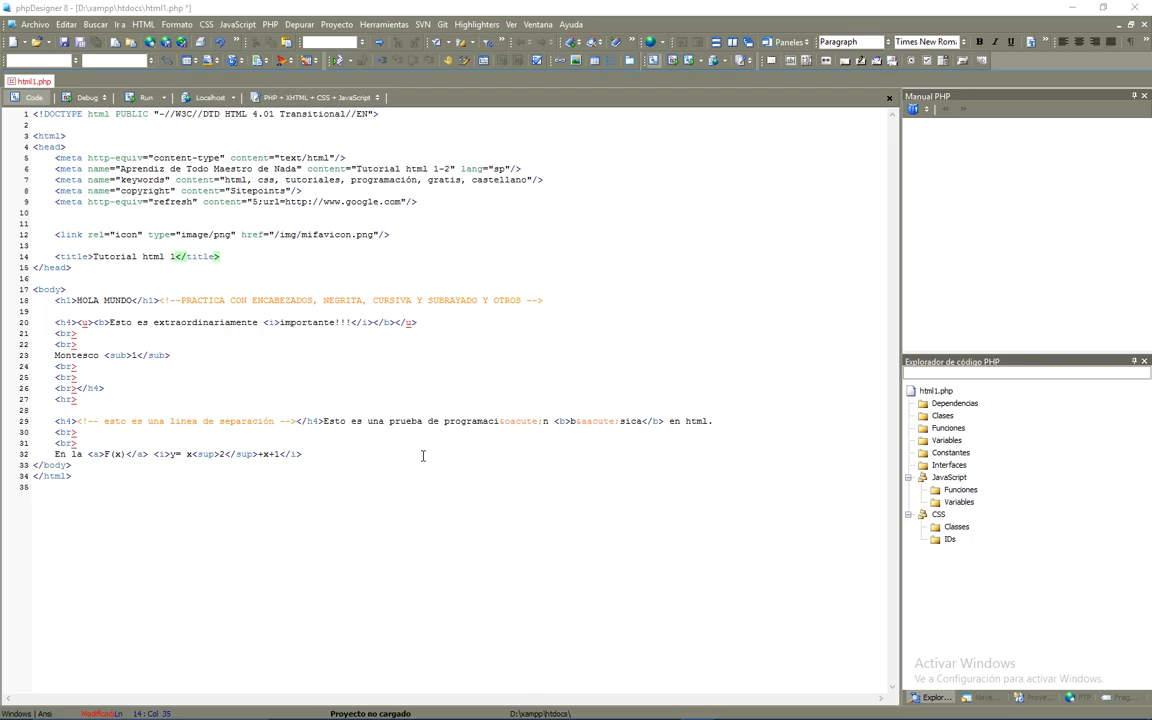 phpDesigner 8 - [D:\xampp\htdocs\html1.php *]
Archivo Editar Buscar Ir a HTML Formato CSS JavaScript PHP Depurar Proyecto Herramientas SVN Git Highlighters Ver Ventana Ayuda
Paneles Paragraph Times New Rom
html1.php
Code Debug Run Localhost PHP + XHTML + CSS + JavaScript
1 <!DOCTYPE html PUBLIC "-//W3C//DTD HTML 4.01 Transitional//EN">
2
3 <html>
4 <head>
5 <meta http-equiv="content-type" content="text/html"/>
6 <meta name="Aprendiz de Todo Maestro de Nada" content="Tutorial html 1-2" lang="sp"/>
7 <meta name="keywords" content="html, css, tutoriales, programación, gratis, castellano"/>
8 <meta name="copyright" content="Sitepoints"/>
9 <meta http-equiv="refresh" content="5;url=http://www.google.com"/>
10
11
12 <link rel="icon" type="image/png" href="/img/mifavicon.png"/>
13
14 <title>Tutorial html 1</title>
15 </head>
16
17 <body>
18 <h1>HOLA MUNDO</h1><!--PRACTICA CON ENCABEZADOS, NEGRITA, CURSIVA Y SUBRAYADO Y OTROS -->
19
20 <h4><u><b>Esto es extraordinariamente <i>importante!!!</i></b></u>
21 <br>
22 <br>
23 Montesco <sub>1</sub>
24 <br>
25 <br>
26 <br></h4>
27 <hr>
28
29 <h4><!-- esto es una linea de separación --></h4>Esto es una prueba de programaci&oacute;n <b>b&aacute;sica</b> en html.
30 <br>
31 <br>
32 En la <a>F(x)</a> <i>y= x<sup>2</sup>+x+1</i>
33 </body>
34 </html>
35
Manual PHP
Explorador de código PHP
html1.php
Dependencias
Clases
Funciones
Variables
Constantes
Interfaces
JavaScript
Funciones
Variables
CSS
Classes
IDs
Activar Windows
Ve a Configuración para activar Windows.
Explor... Nave... Proye... FTP Frag...
Windows | Ansi Modificad Ln 14 : Col 35 Proyecto no cargado D:\xampp\htdocs\